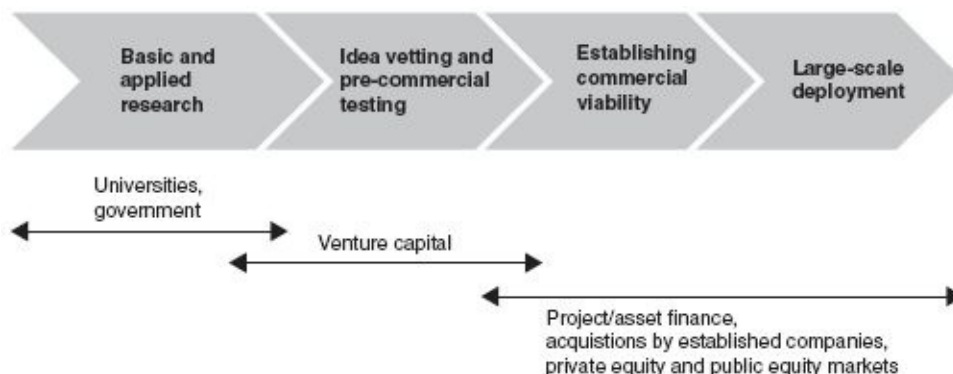 Basic and
applied
research
Idea vetting and
pre-commercial
testing
Establishing
commercial
viability
Large-scale
deployment
Universities,
government
Venture capital
Project/asset finance,
acquistions by established companies,
private equity and public equity markets